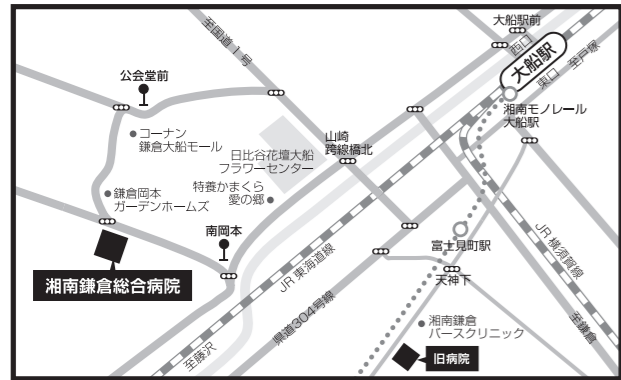 大船駅前
至国道1号
西口
大船駅
東口
至戸塚
公会堂前
湘南モノレール
大船駅
コーナン
鎌倉大船モール
山崎
跨線橋北
日比谷花壇大船
フラワーセンター
特養かまくら
愛の郷
鎌倉岡本
ガーデンホームズ
南岡本
富士見町駅
JR横須賀線
湘南鎌倉総合病院
JR東海道線
天神下
県道304号線
至鎌倉
湘南鎌倉
バースクリニック
至藤沢
旧病院